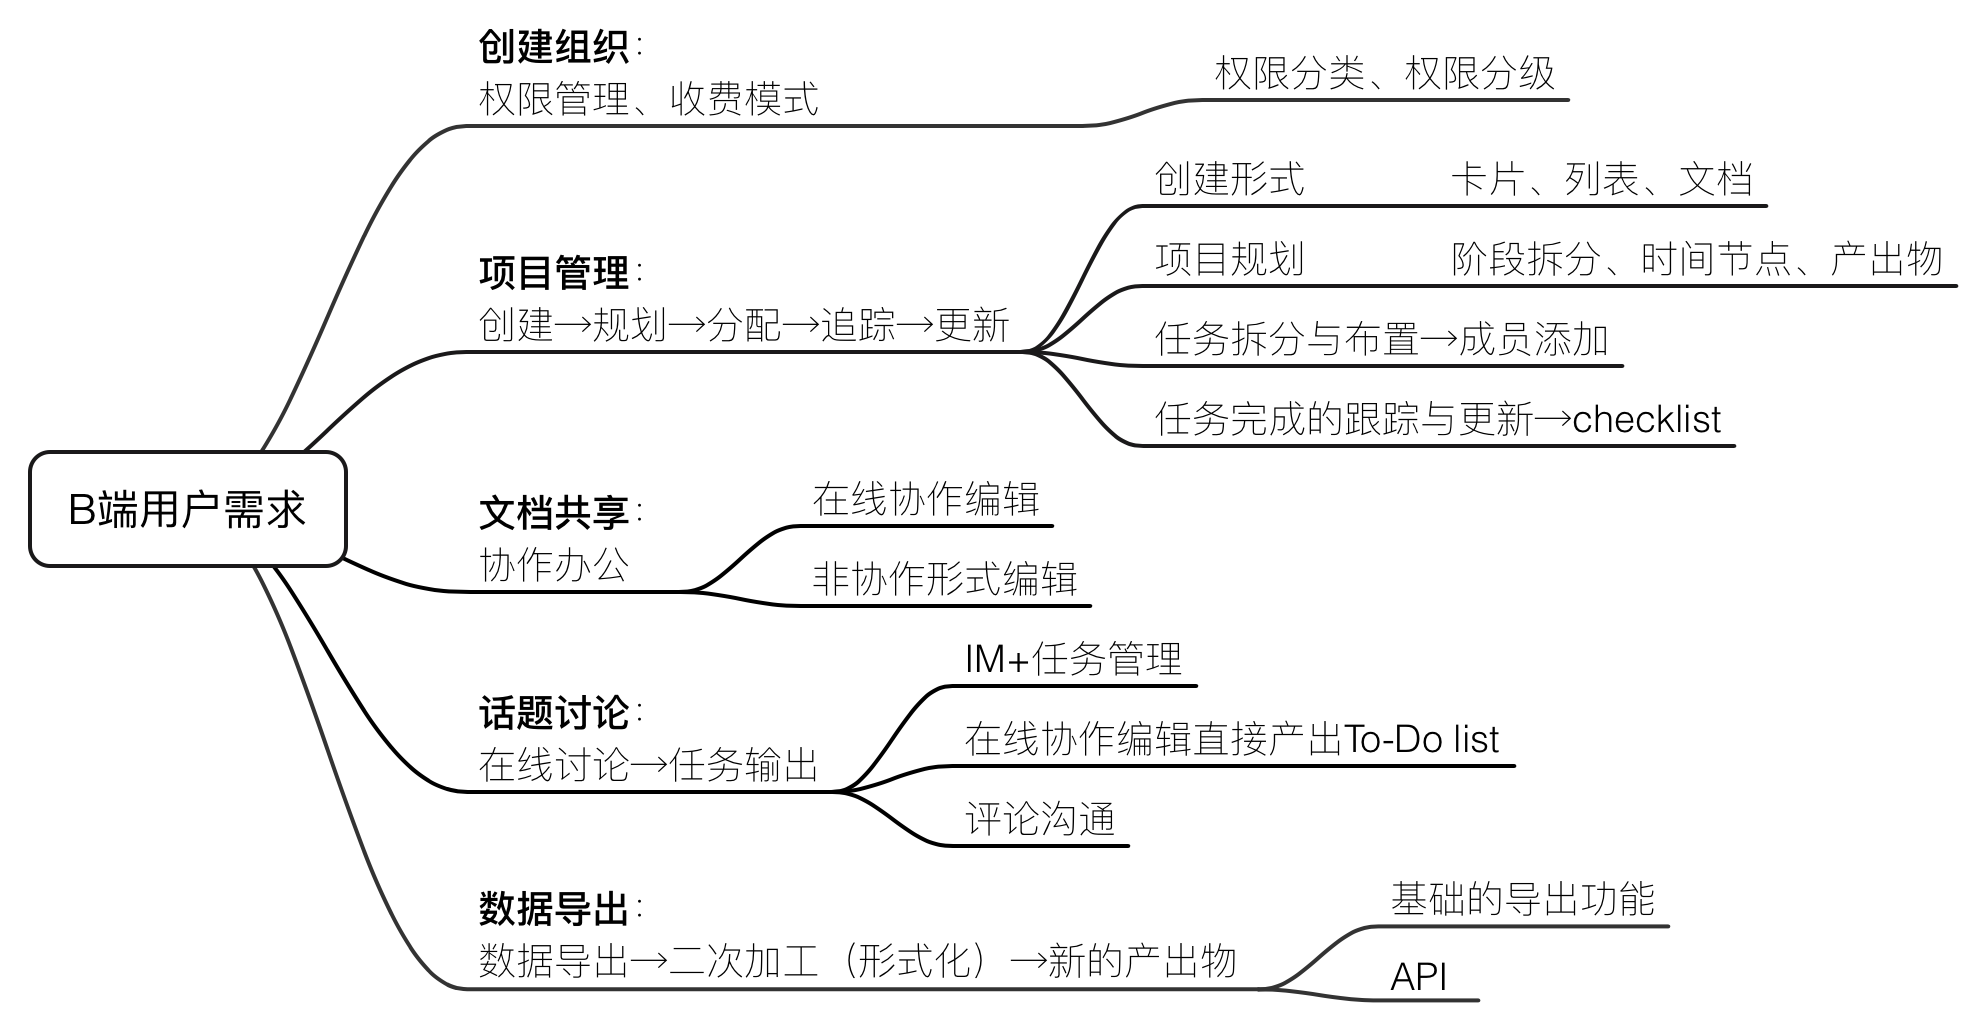 B端用户需求
创建组织：
权限管理、收费模式
权限分类、权限分级
项目管理：
创建→规划→分配→追踪→更新
创建形式 卡片、列表、文档
项目规划 阶段拆分、时间节点、产出物
任务拆分与布置→成员添加
任务完成的跟踪与更新→checklist
文档共享：
协作办公
在线协作编辑
非协作形式编辑
话题讨论：
在线讨论→任务输出
IM+任务管理
在线协作编辑直接产出To-Do list
评论沟通
数据导出：
数据导出→二次加工（形式化）→新的产出物
基础的导出功能
API